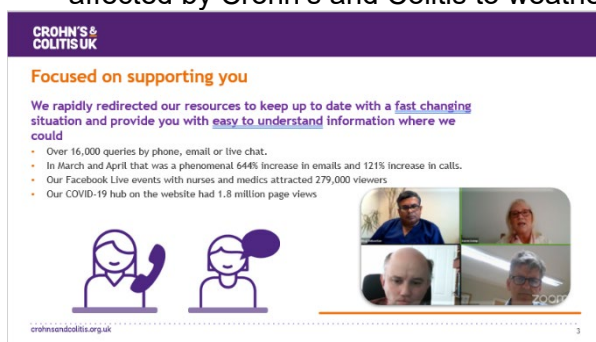 affected by Crohn's and Colitis to weathe
CROHN'S &
COLITIS UK
Focused on supporting you
We rapidly redirected our resources to keep up to date with a fast changing
situation and provide you with easy to understand information where we
could
• Over 16,000 queries by phone, email or live chat.
• In March and April that was a phenomenal 644% increase in emails and 121% increase in calls.
• Our Facebook Live events with nurses and medics attracted 279,000 viewers
• Our COVID-19 hub on the website had 1.8 million page views
zoom
crohnsandcolitis.org.uk
3